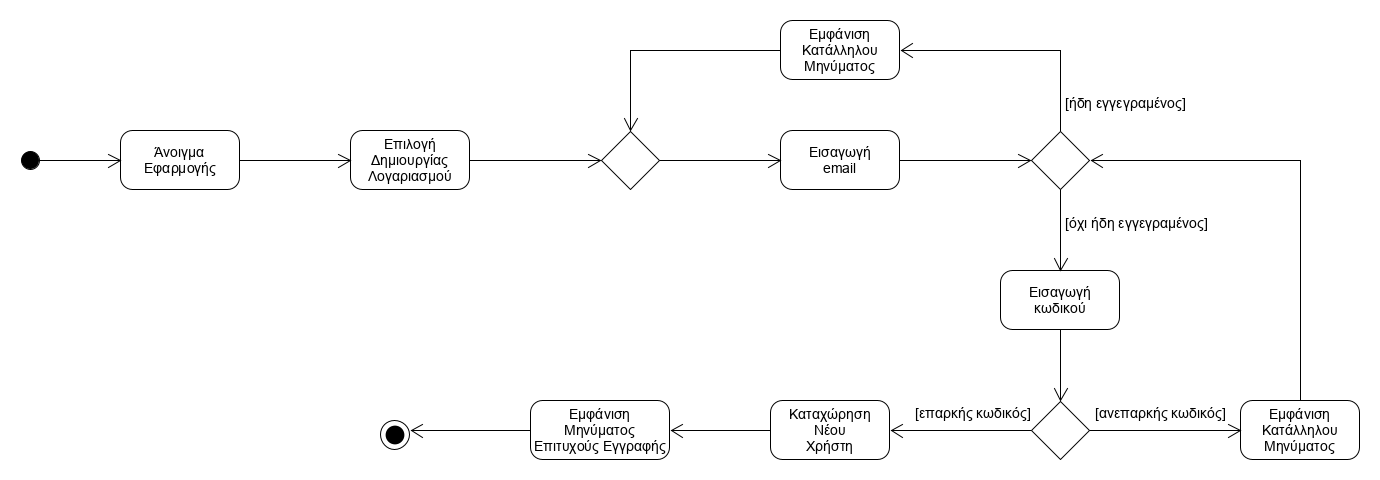 Εμφάνιση
Κατάλληλου
Μηνύματος
[ήδη εγγεγραμένος]
Άνοιγμα
Εφαρμογής
Επιλογή
Δημιουργίας
Λογαριασμού
Εισαγωγή
email
[όχι ήδη εγγεγραμένος]
Εισαγωγή
κωδικού
Εμφάνιση
Μηνύματος
Επιτυχούς Εγγραφής
Καταχώρηση
Νέου
Χρήστη
[επαρκής κωδικός]
[ανεπαρκής κωδικός]
Εμφάνιση
Κατάλληλου
Μηνύματος